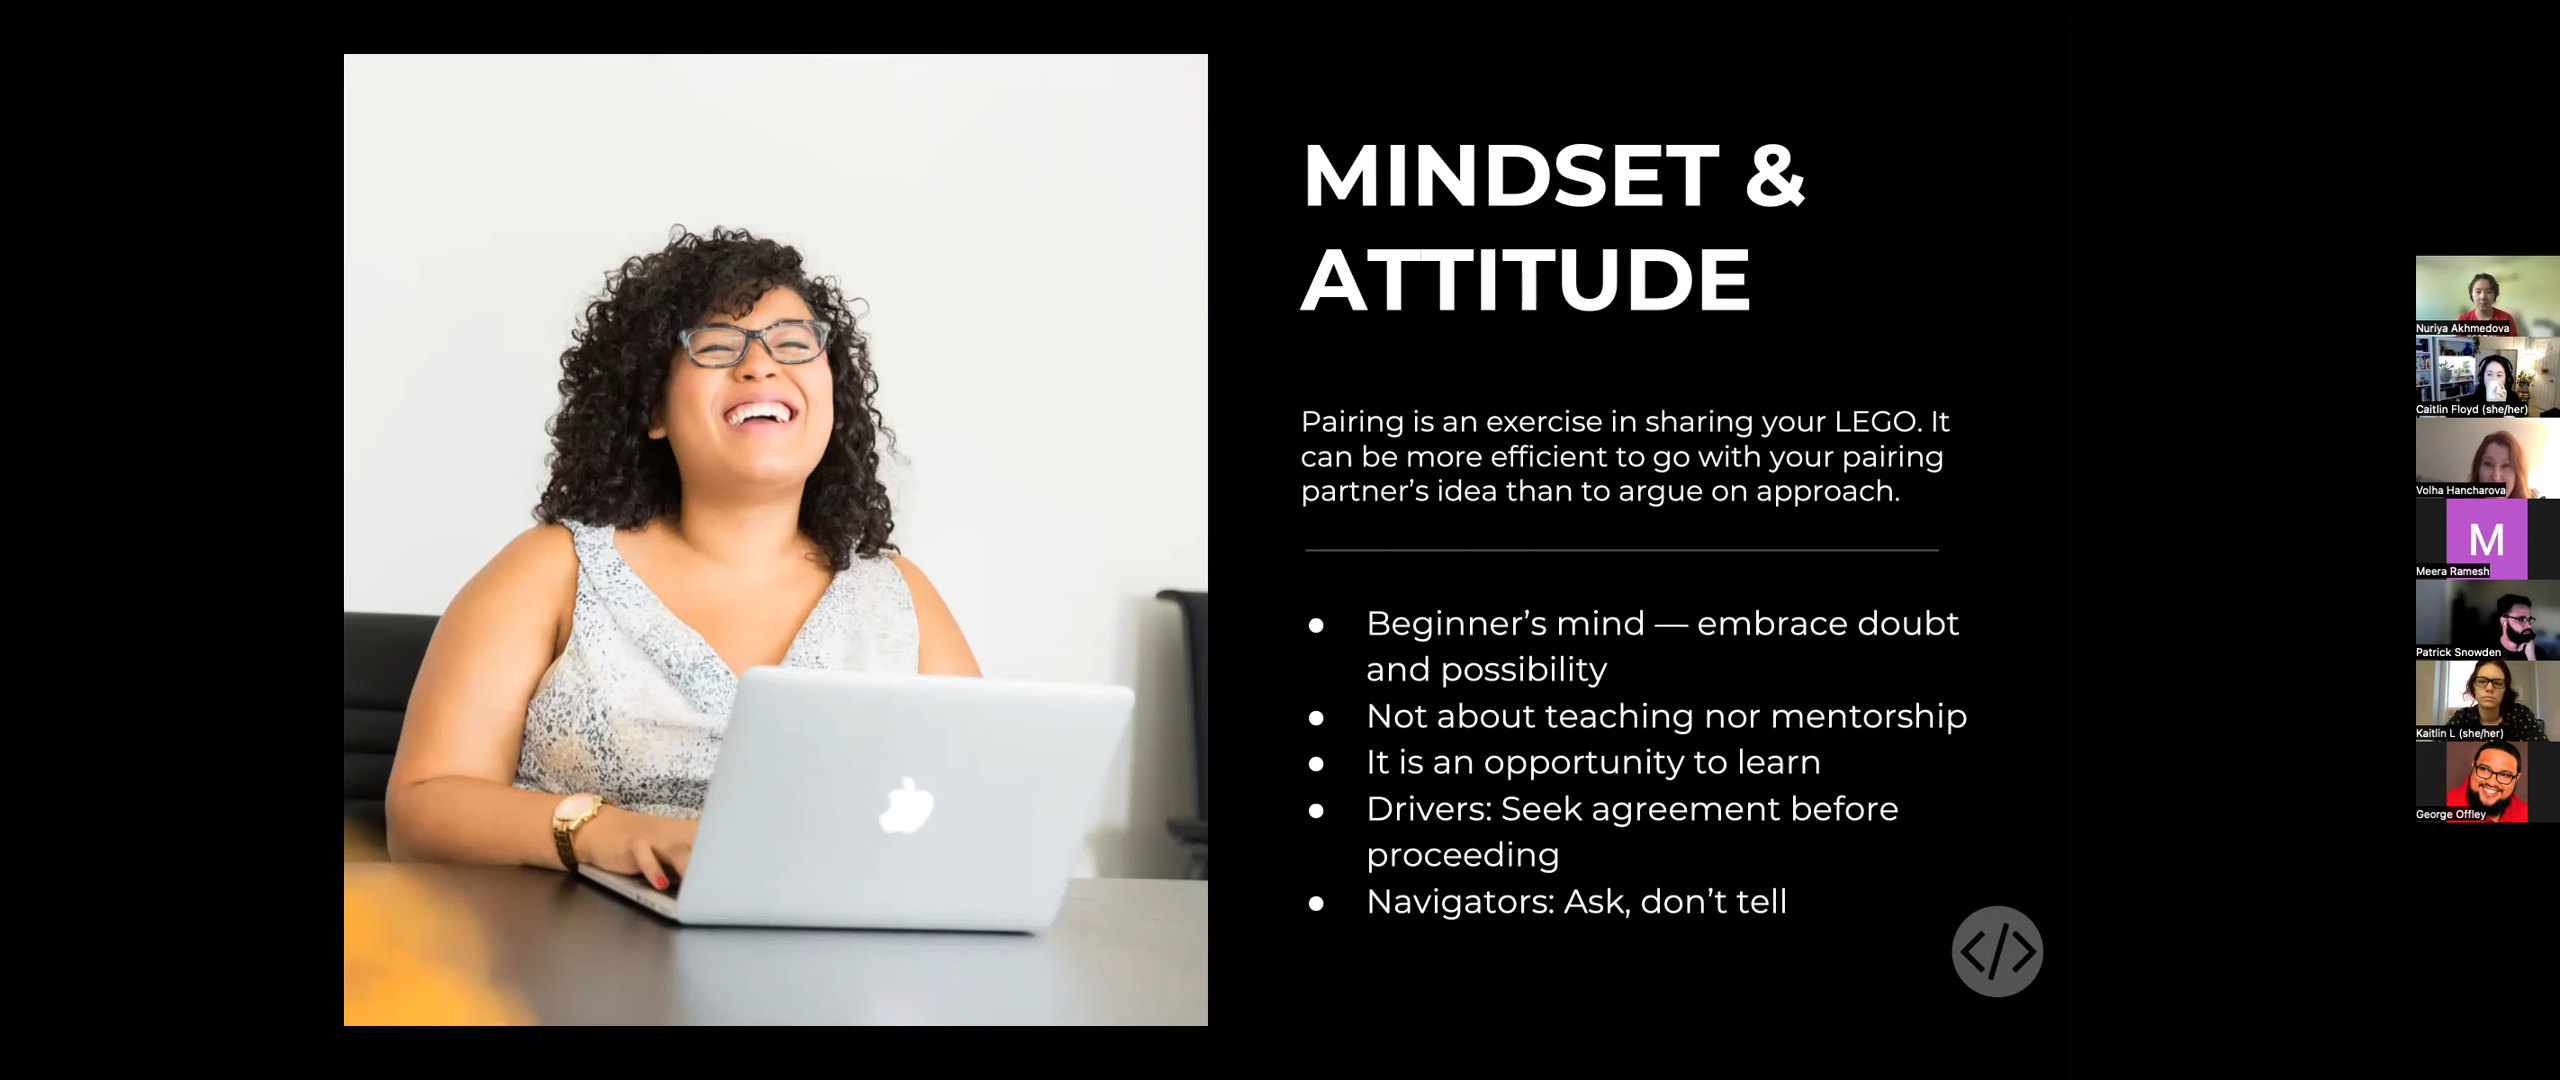 MINDSET &
ATTITUDE
Pairing is an exercise in sharing your LEGO. It
can be more efficient to go with your pairing
partner’s idea than to argue on approach.
● Beginner’s mind — embrace doubt
and possibility
● Not about teaching nor mentorship
● It is an opportunity to learn
● Drivers: Seek agreement before
proceeding
● Navigators: Ask, don’t tell
</>
Nuriya Akhmedova
Caitlin Floyd (she/her)
Volha Hancharova
M
Meera Ramesh
Patrick Snowden
Kaitlin L (she/her)
George Offley